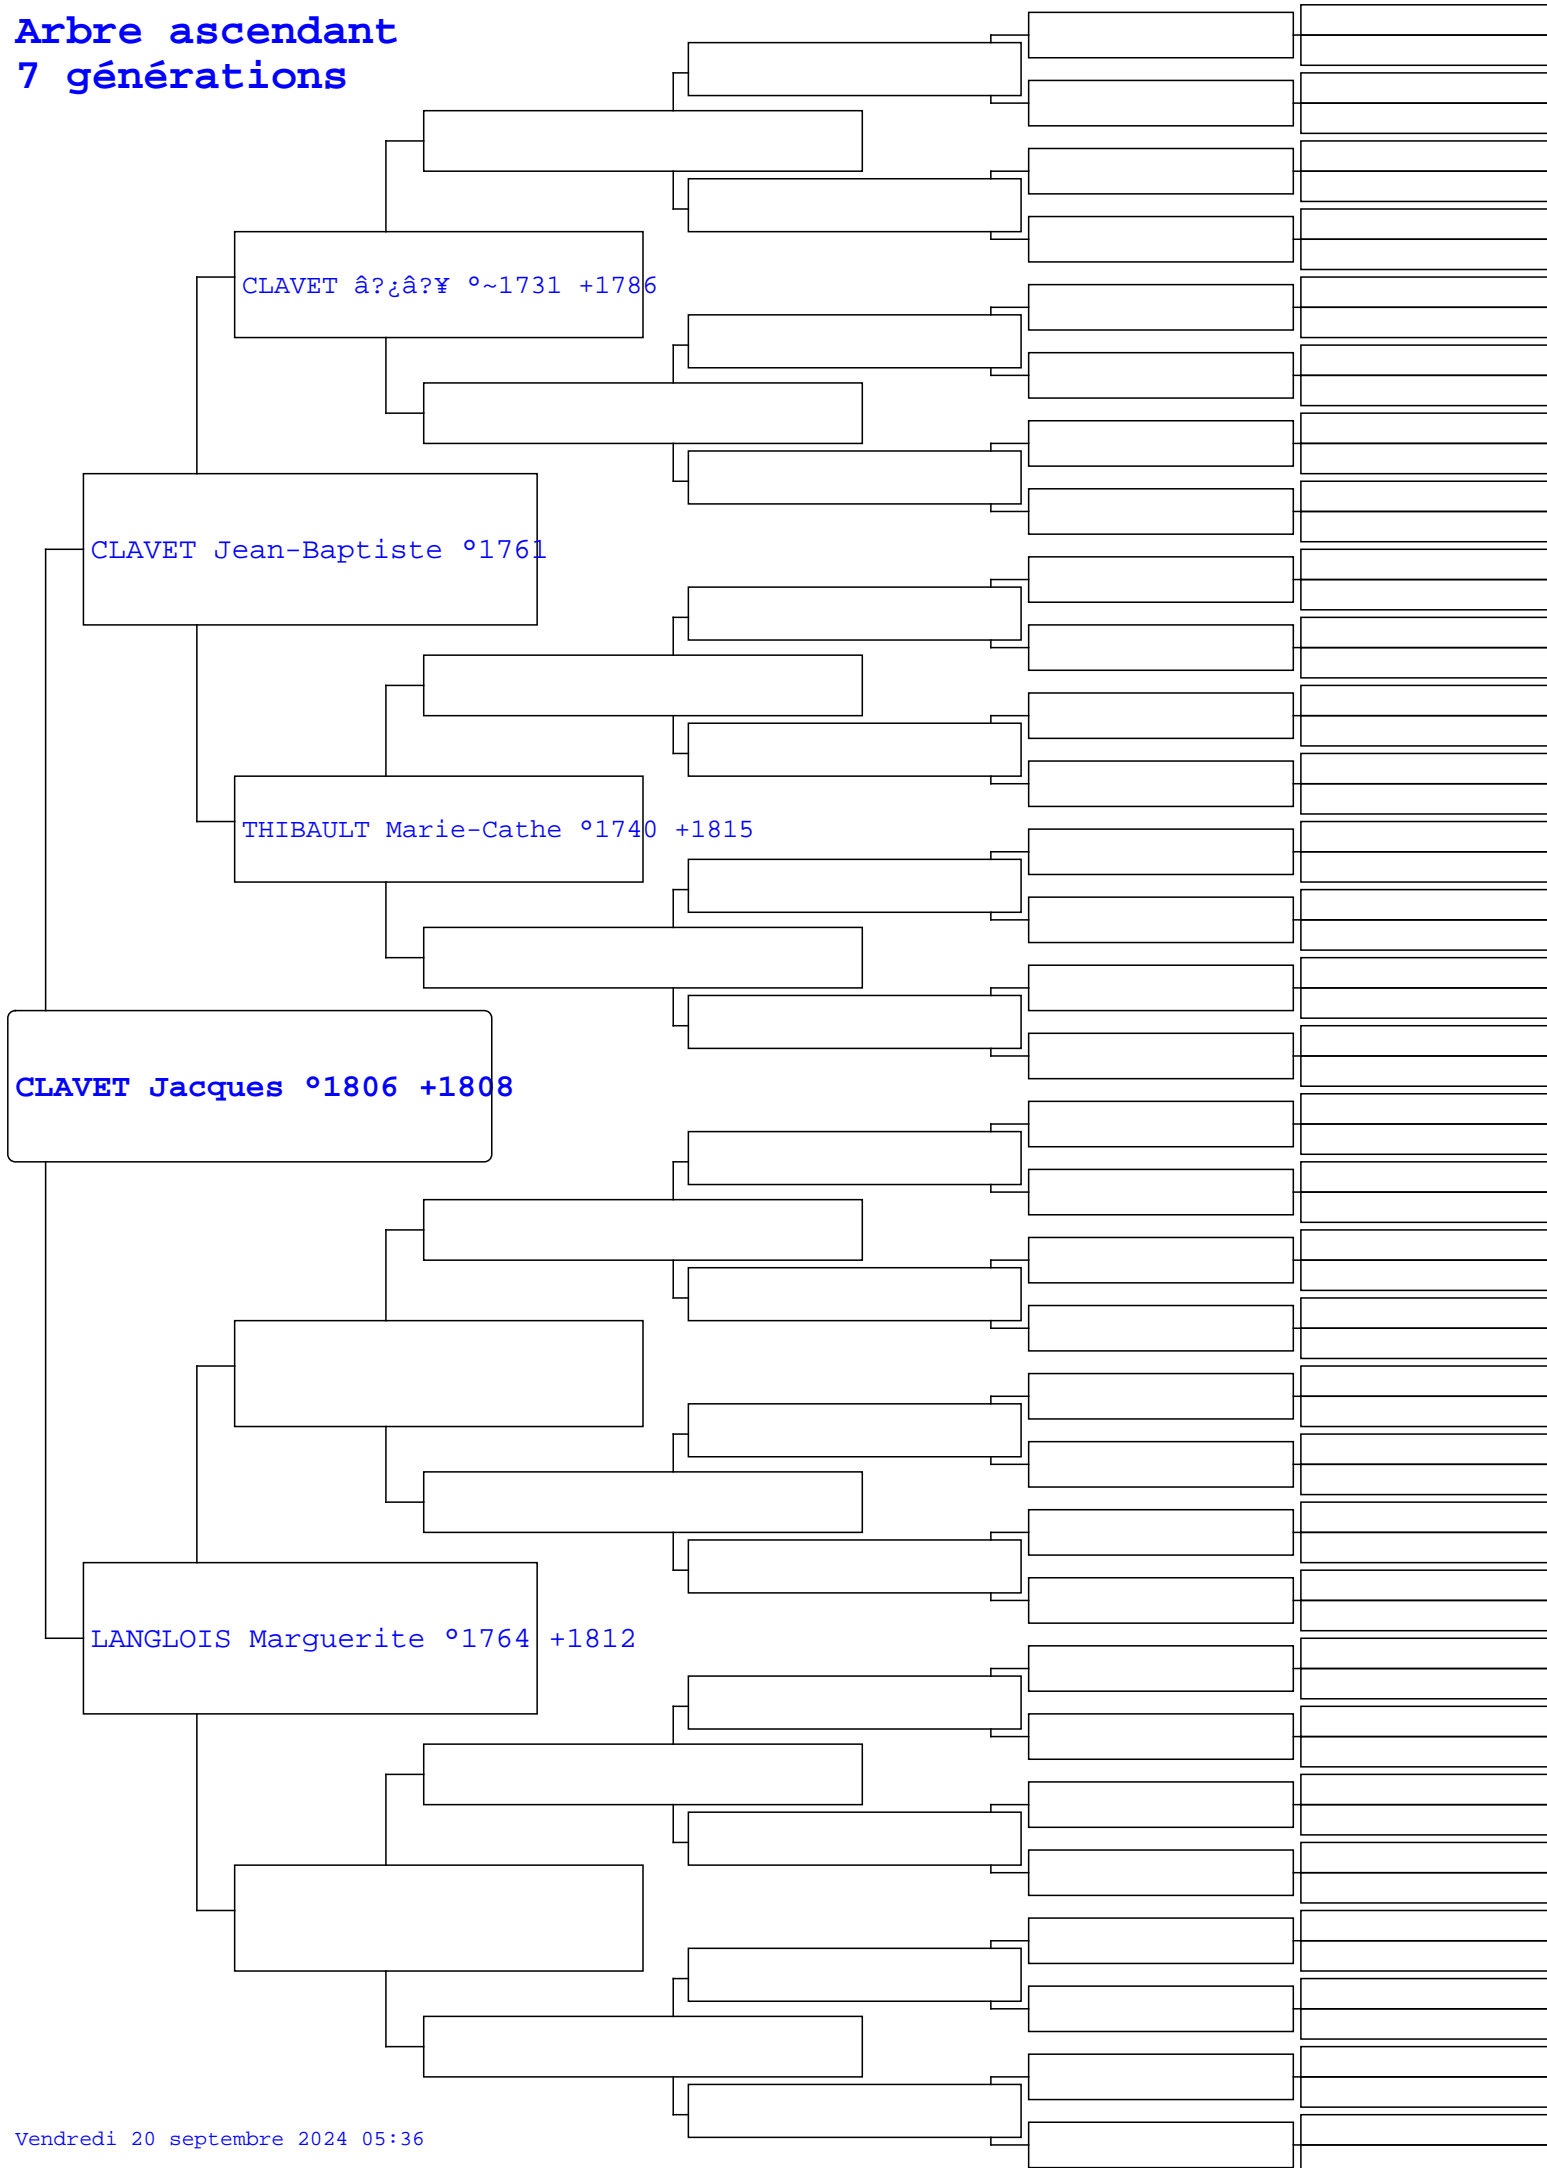 Arbre ascendant
7 générations
CLAVET â?¿â?¥ °~1731 +1786
CLAVET Jean-Baptiste °1761
THIBAULT Marie-Cathe °1740 +1815
CLAVET Jacques °1806 +1808
LANGLOIS Marguerite °1764 +1812
Vendredi 20 septembre 2024 05:36